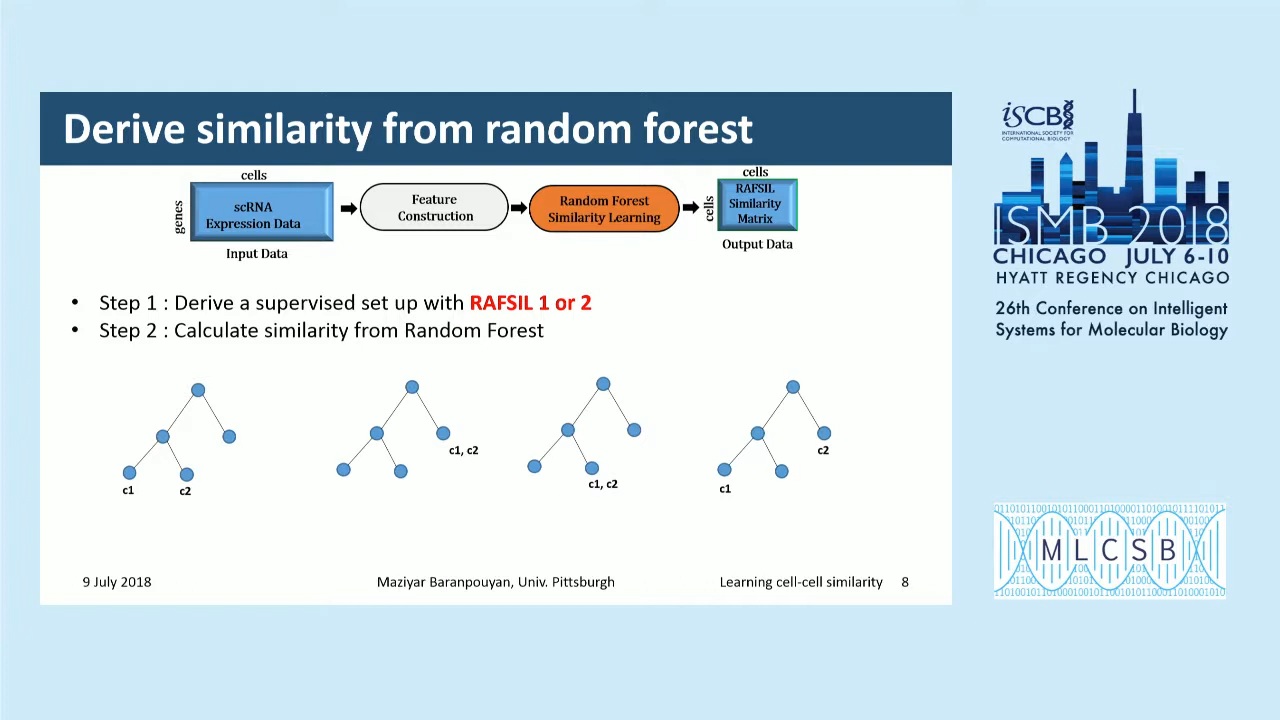 Derive similarity from random forest
cells
genes
scRNA
Expression Data
Input Data
Feature
Construction
Random Forest
Similarity Learning
cells
cells
RAFSIL
Similarity
Matrix
Output Data
• Step 1 : Derive a supervised set up with RAFSIL 1 or 2
• Step 2 : Calculate similarity from Random Forest
c1
c2
c1, c2
c1, c2
c1
c2
9 July 2018
Maziyar Baranpouyan, Univ. Pittsburgh
Learning cell-cell similarity 8
iSCB
INTERNATIONAL SOCIETY FOR
COMPUTATIONAL BIOLOGY
ISMB 2018
CHICAGO JULY 6-10
HYATT REGENCY CHICAGO
26th Conference on Intelligent
Systems for Molecular Biology
MLCSB